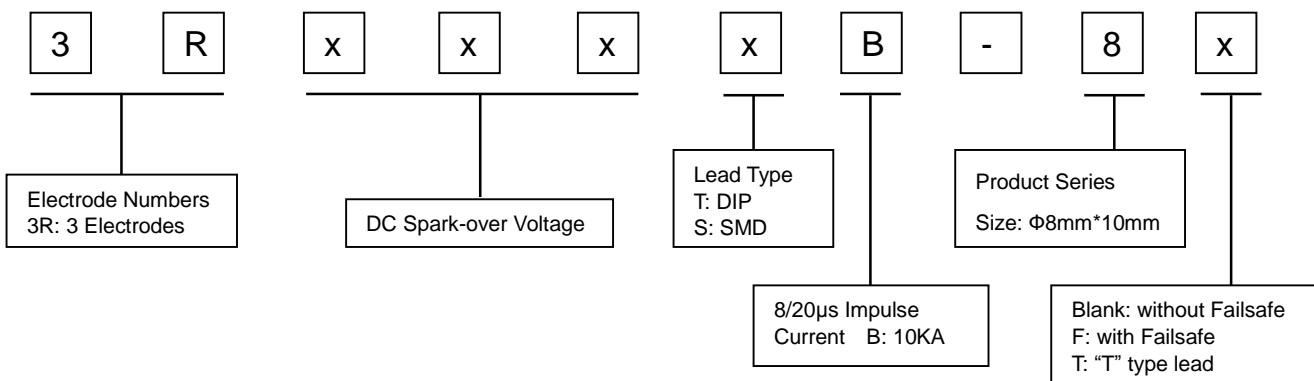 3 R x x x x B - 8 x
Electrode Numbers
3R: 3 Electrodes
DC Spark-over Voltage
Lead Type
T: DIP
S: SMD
Product Series
Size: Φ8mm*10mm
8/20μs Impulse
Current B: 10KA
Blank: without Failsafe
F: with Failsafe
T: “T” type lead